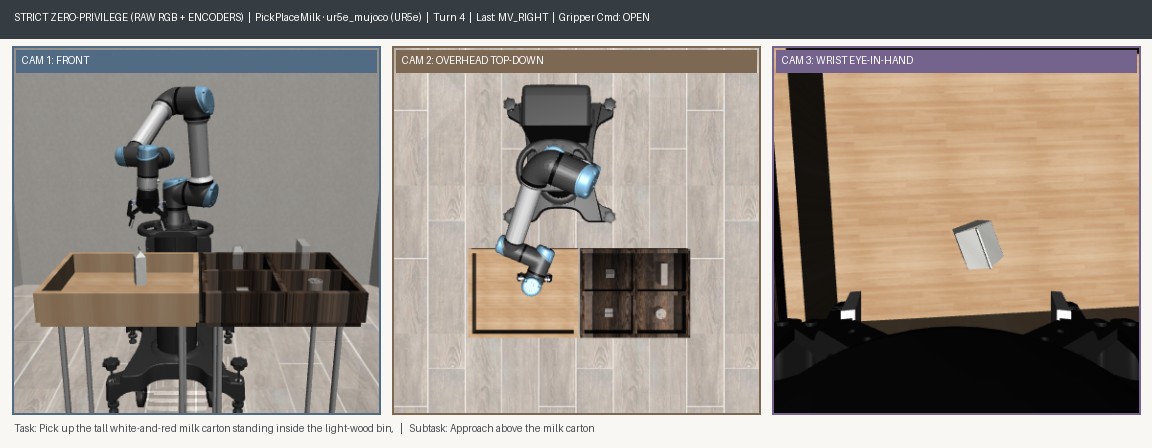 STRICT ZERO-PRIVILEGE (RAW RGB + ENCODERS) | PickPlaceMilk · ur5e_mujoco (UR5e) | Turn 4 | Last MV_RIGHT | Gripper Cmd: OPEN
CAM 1: FRONT
CAM 2: OVERHEAD TOP-DOWN
CAM 3: WRIST EYE-IN-HAND
Task: Pick up the tall white-and-red milk carton standing inside the light-wood bin, | Subtask: Approach above the milk carton